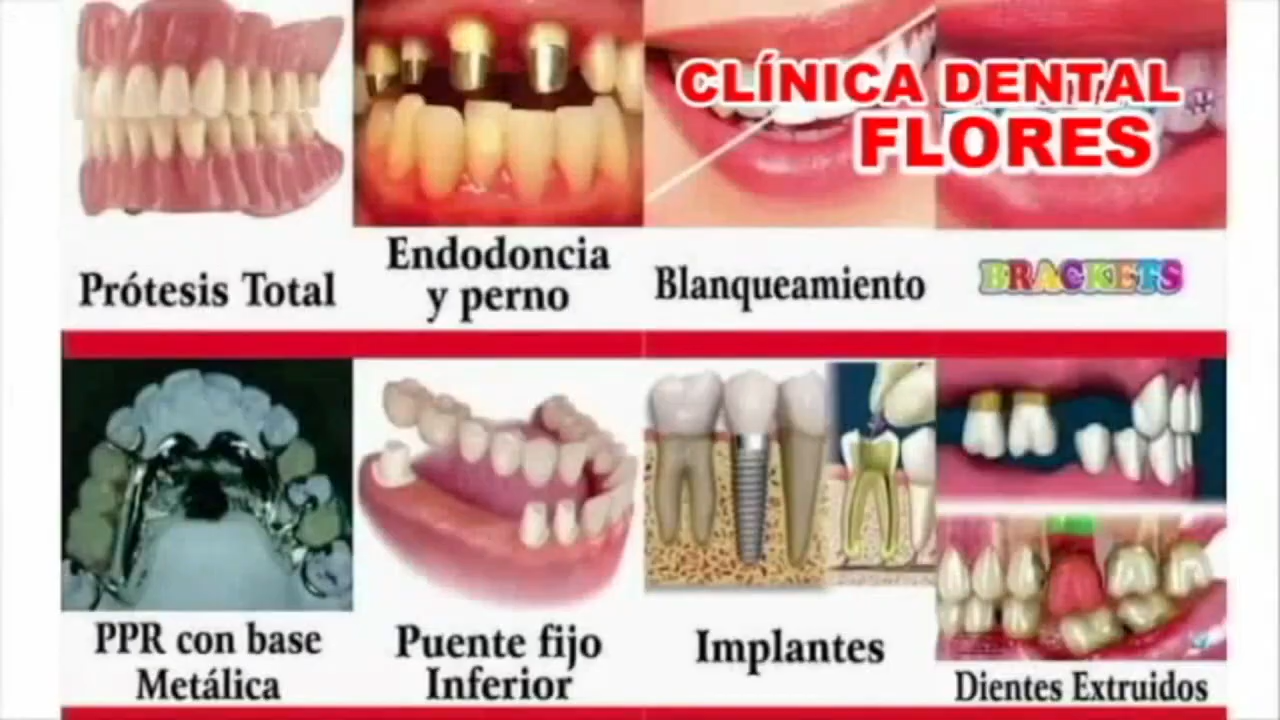 CLÍNICA DENTAL
FLORES
Prótesis Total
Endodoncia
y perno
Blanqueamiento
BRACKETS
PPR con base
Metálica
Puente fijo
Inferior
Implantes
Dientes Extruidos